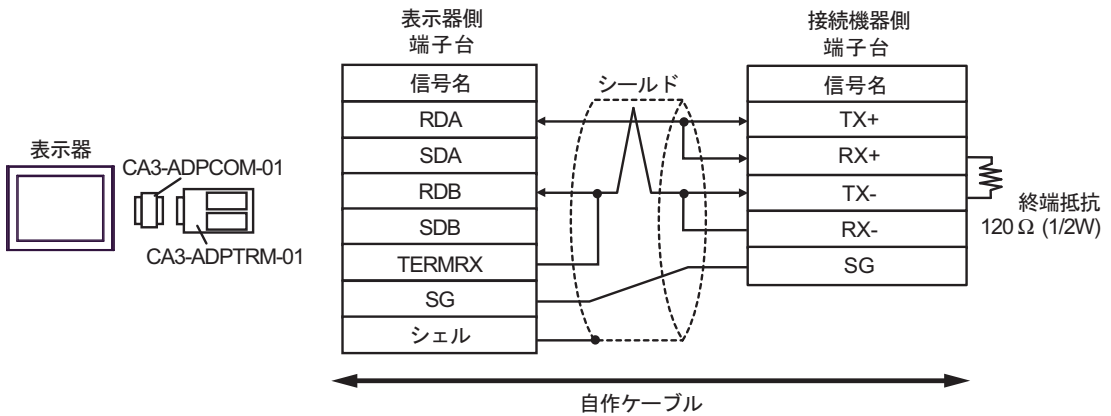 表示器
CA3-ADPCOM-01
CA3-ADPTRM-01
表示器側
端子台
信号名
RDA
SDA
RDB
SDB
TERMRX
SG
シェル
シールド
接続機器側
端子台
信号名
TX+
RX+
TX-
RX-
SG
終端抵抗
120 Ω (1/2W)
自作ケーブル